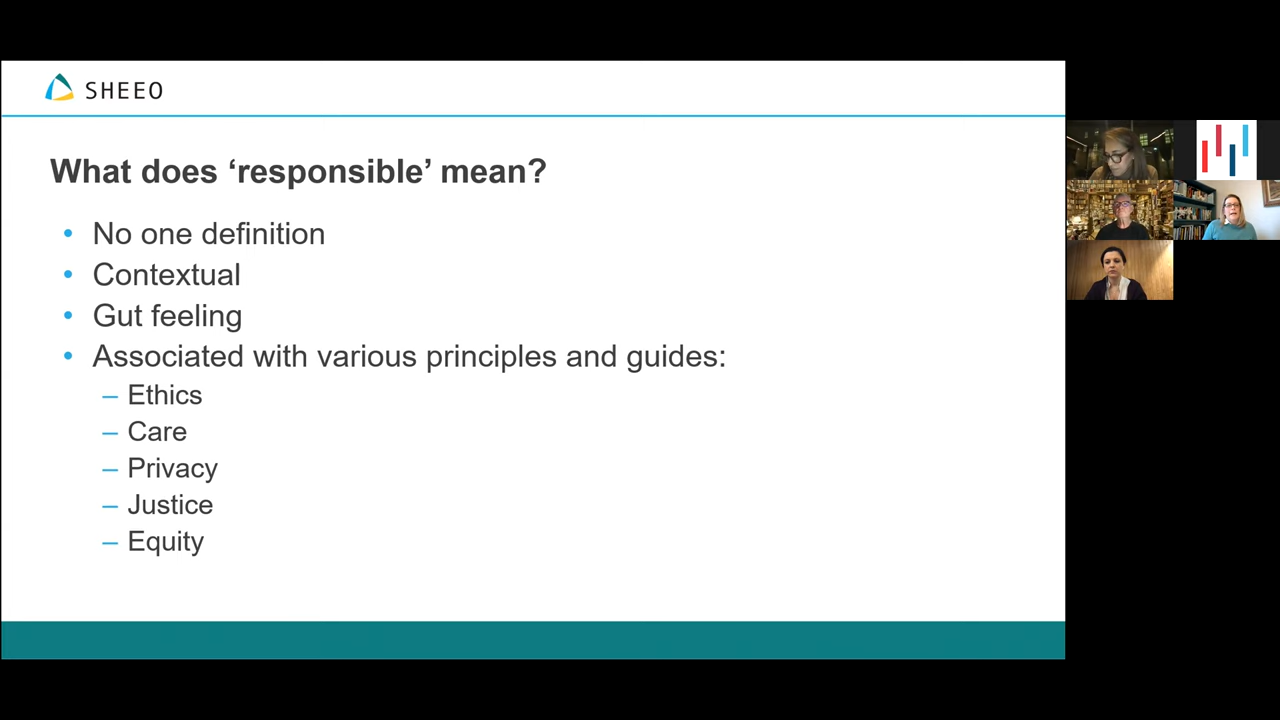 SHEEO
What does ‘responsible’ mean?
• No one definition
• Contextual
• Gut feeling
• Associated with various principles and guides:
– Ethics
– Care
– Privacy
– Justice
– Equity